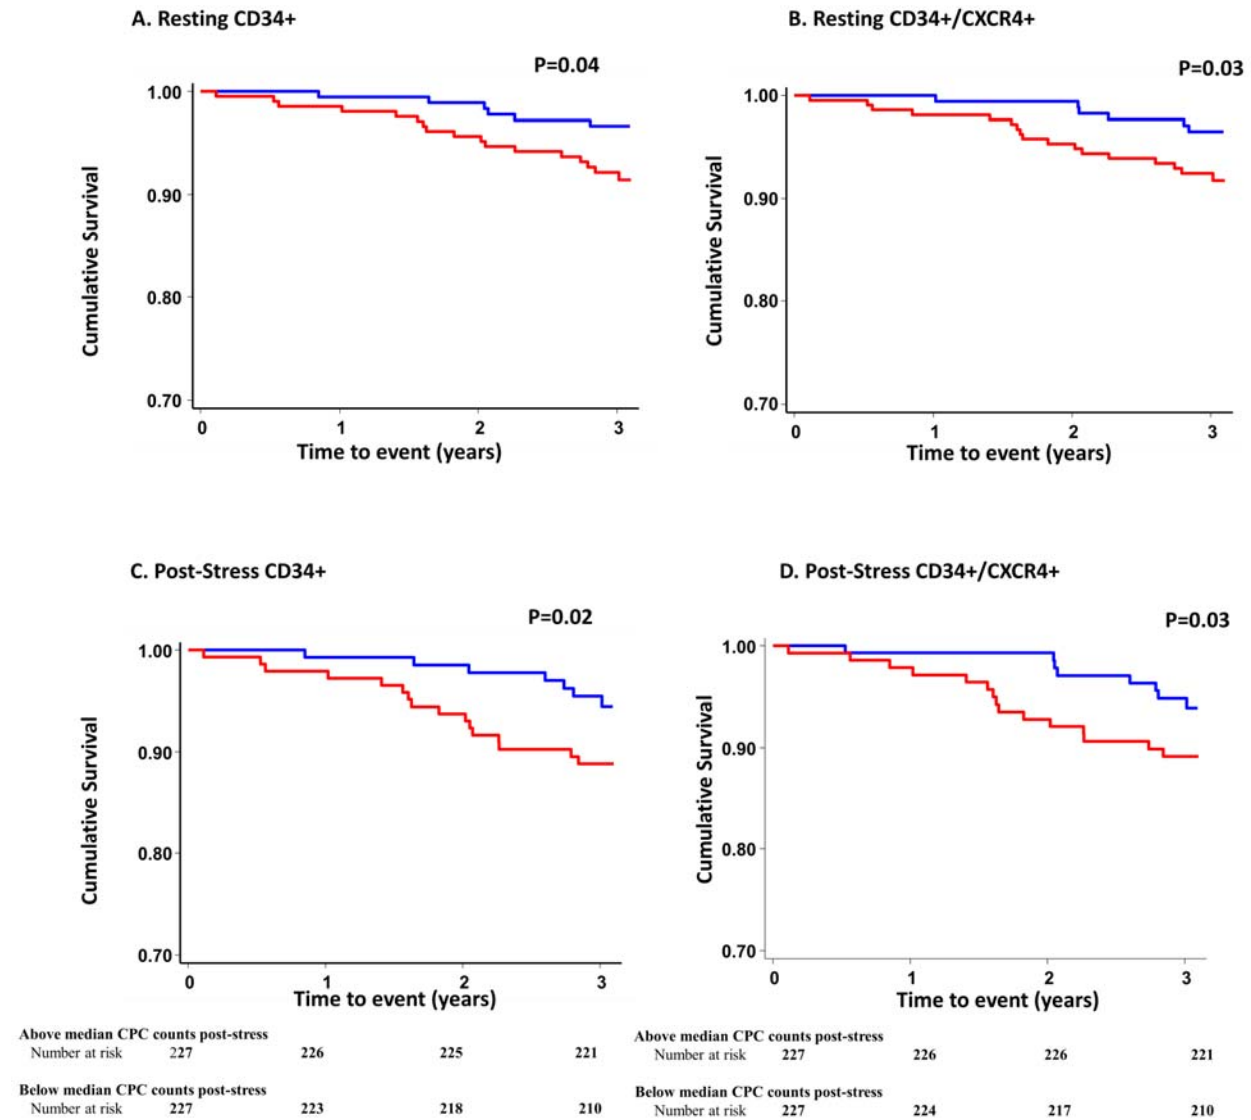 A. Resting CD34+
P=0.04
Cumulative Survival
1.00
0.90
0.80
0.70
0 1 2 3
Time to event (years)
B. Resting CD34+/CXCR4+
P=0.03
Cumulative Survival
1.00
0.90
0.80
0.70
0 1 2 3
Time to event (years)
C. Post-Stress CD34+
P=0.02
Cumulative Survival
1.00
0.90
0.80
0.70
0 1 2 3
Time to event (years)
Above median CPC counts post-stress
Number at risk 227 226 225 221
Below median CPC counts post-stress
Number at risk 227 223 218 210
D. Post-Stress CD34+/CXCR4+
P=0.03
Cumulative Survival
1.00
0.90
0.80
0.70
0 1 2 3
Time to event (years)
Above median CPC counts post-stress
Number at risk 227 226 226 221
Below median CPC counts post-stress
Number at risk 227 224 217 210